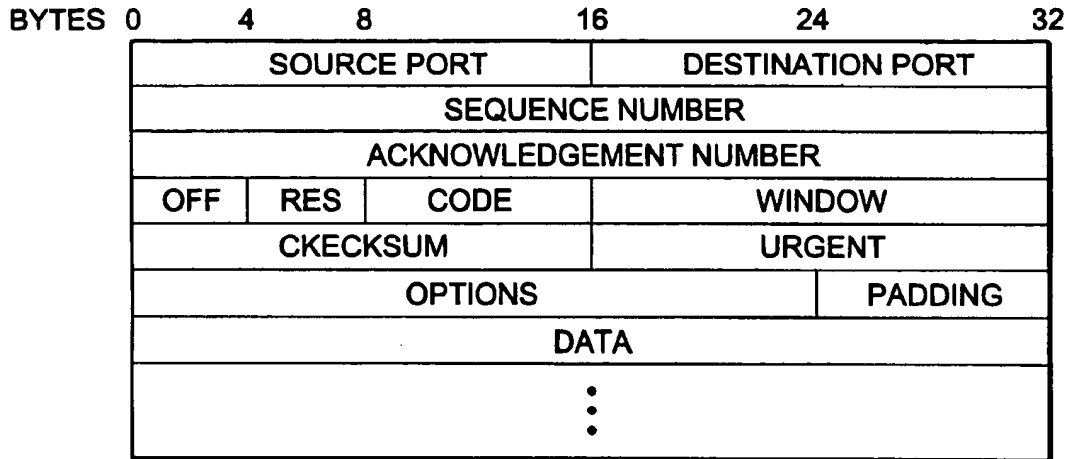 BYTES 0 4 8 16 24 32
SOURCE PORT DESTINATION PORT
SEQUENCE NUMBER
ACKNOWLEDGEMENT NUMBER
OFF RES CODE WINDOW
CKECKSUM URGENT
OPTIONS PADDING
DATA